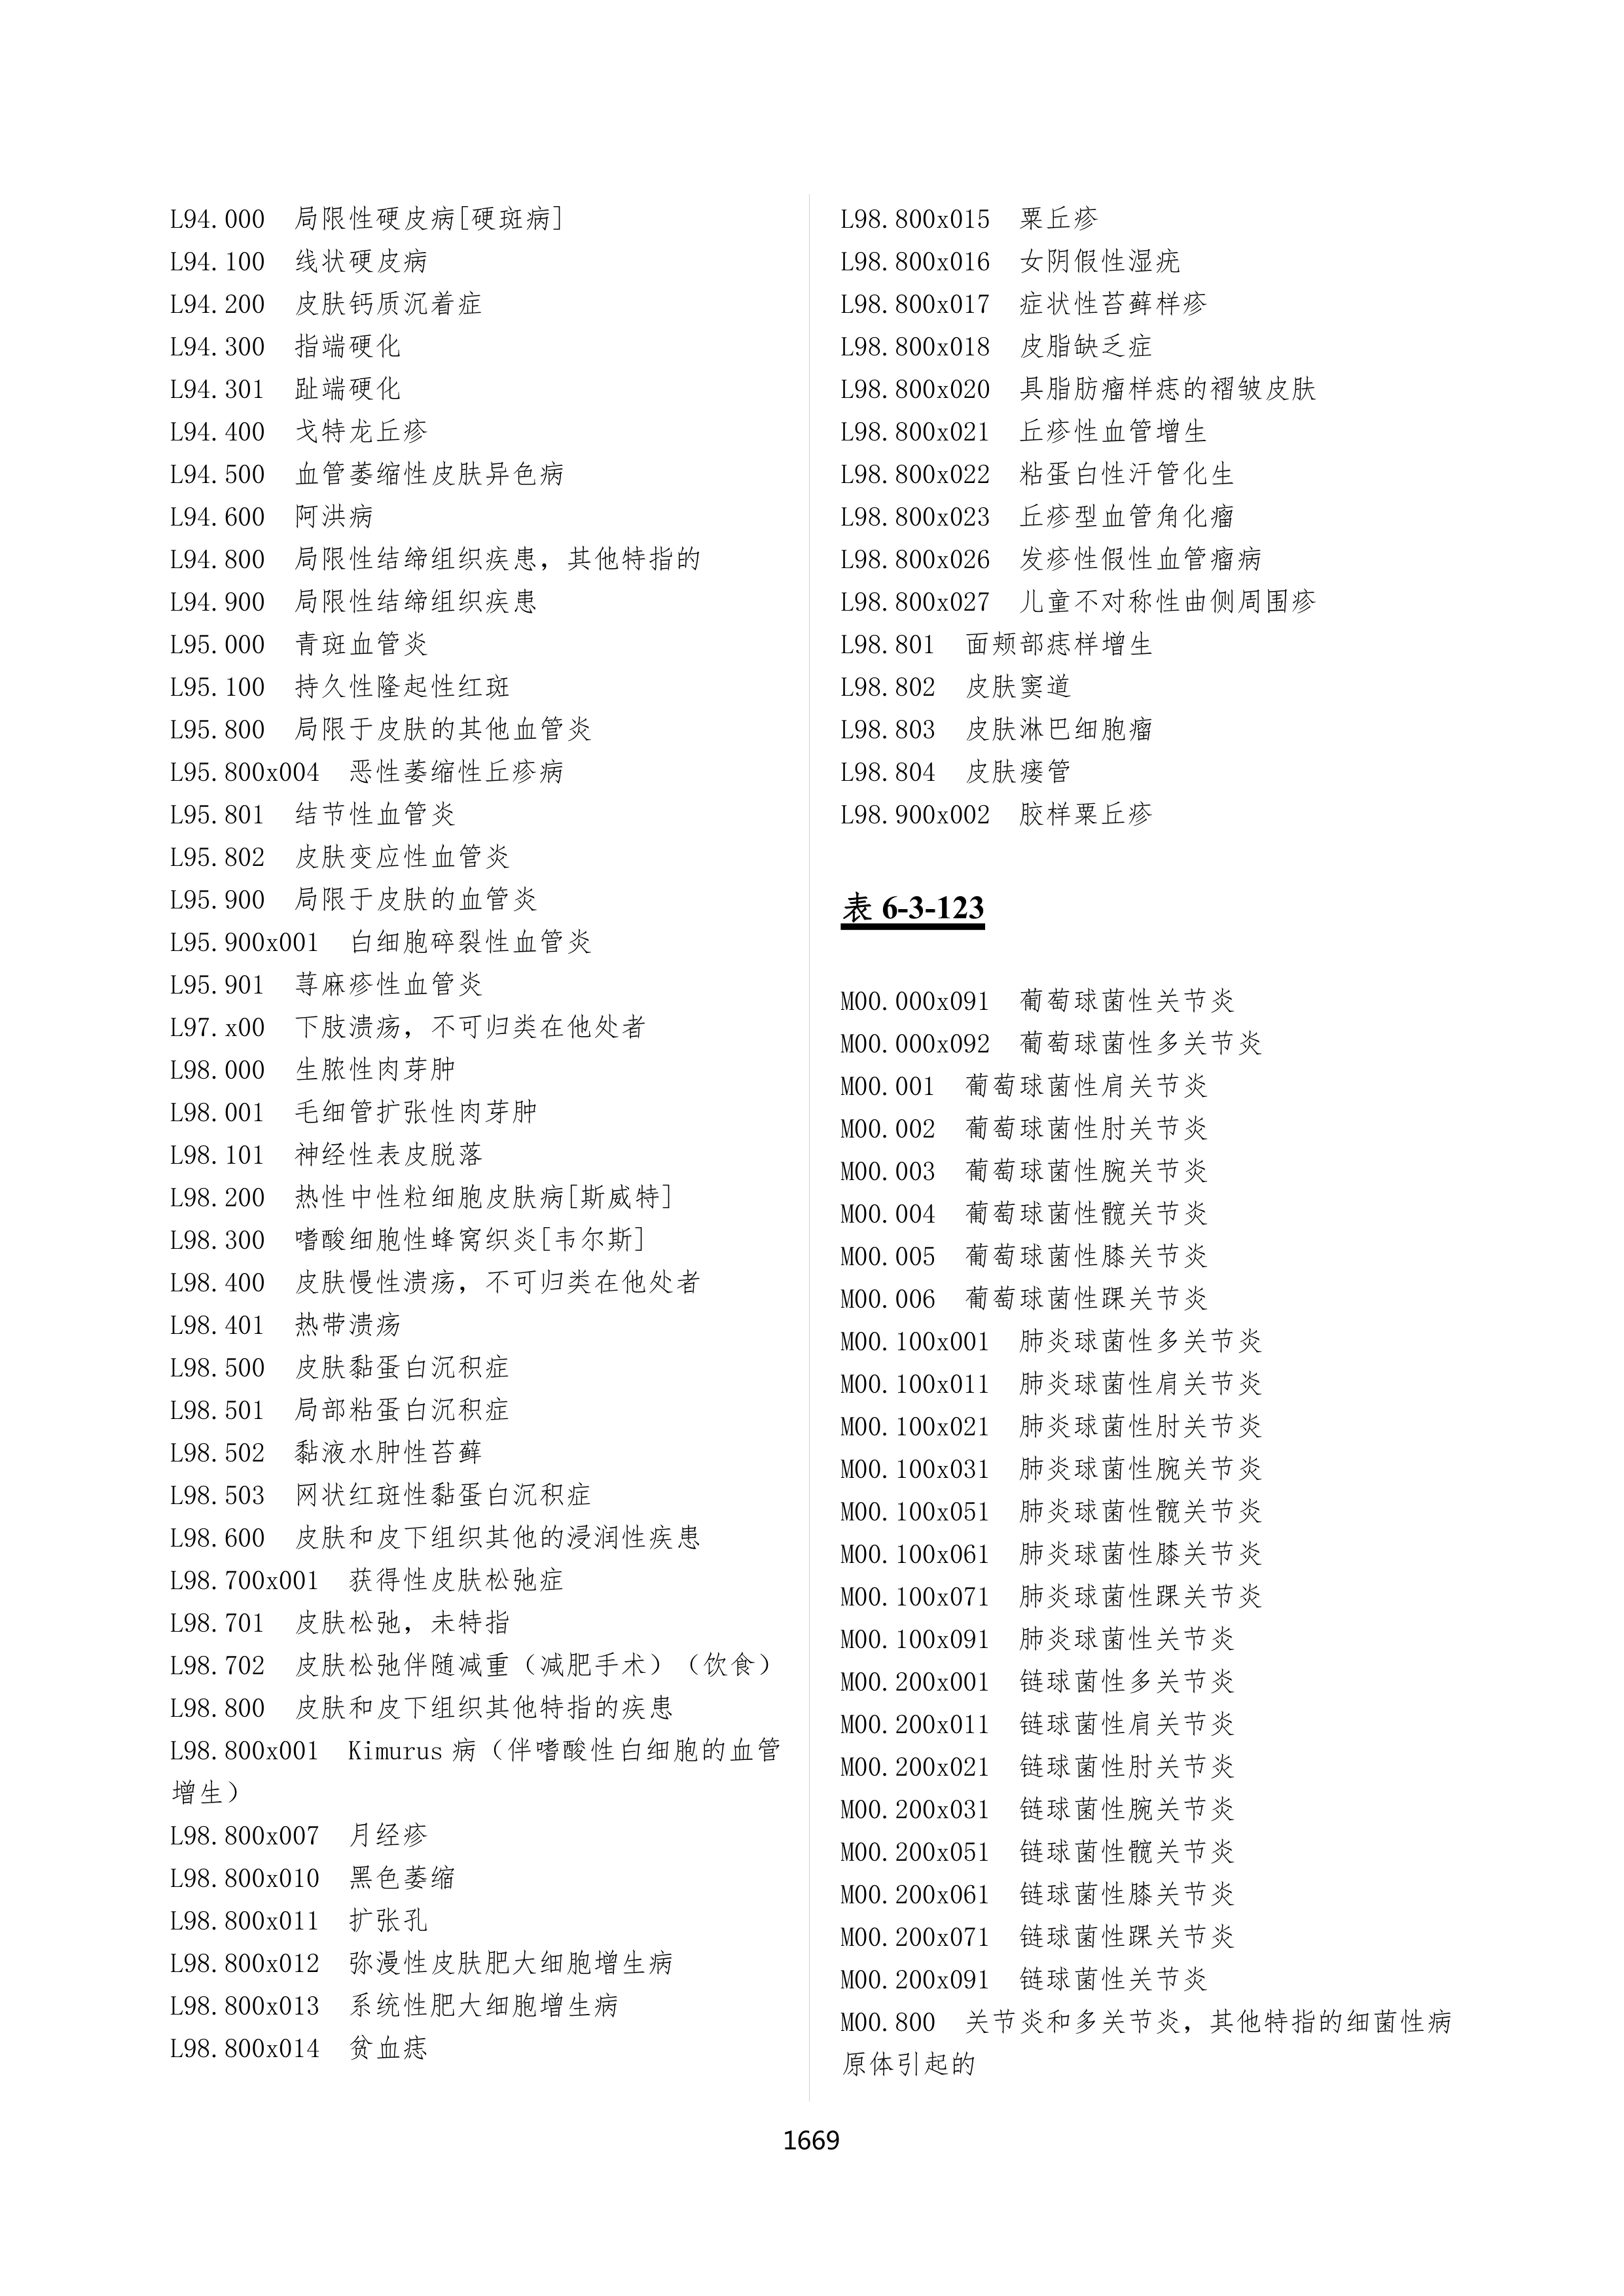 L94.000 局限性硬皮病[硬斑病]
L94.100 线状硬皮病
L94.200 皮肤钙质沉着症
L94.300 指端硬化
L94.301 趾端硬化
L94.400 戈特龙丘疹
L94.500 血管萎缩性皮肤异色病
L94.600 阿洪病
L94.800 局限性结缔组织疾患，其他特指的
L94.900 局限性结缔组织疾患
L95.000 青斑血管炎
L95.100 持久性隆起性红斑
L95.800 局限于皮肤的其他血管炎
L95.800x004 恶性萎缩性丘疹病
L95.801 结节性血管炎
L95.802 皮肤变应性血管炎
L95.900 局限于皮肤的血管炎
L95.900x001 白细胞碎裂性血管炎
L95.901 荨麻疹性血管炎
L97.x00 下肢溃疡，不可归类在他处者
L98.000 生脓性肉芽肿
L98.001 毛细管扩张性肉芽肿
L98.101 神经性表皮脱落
L98.200 热性中性粒细胞皮肤病[斯威特]
L98.300 嗜酸细胞性蜂窝织炎[韦尔斯]
L98.400 皮肤慢性溃疡，不可归类在他处者
L98.401 热带溃疡
L98.500 皮肤黏蛋白沉积症
L98.501 局部粘蛋白沉积症
L98.502 黏液水肿性苔藓
L98.503 网状红斑性黏蛋白沉积症
L98.600 皮肤和皮下组织其他的浸润性疾患
L98.700x001 获得性皮肤松弛症
L98.701 皮肤松弛，未特指
L98.702 皮肤松弛伴随减重（减肥手术）（饮食）
L98.800 皮肤和皮下组织其他特指的疾患
L98.800x001 Kimurus 病（伴嗜酸性白细胞的血管
增生）
L98.800x007 月经疹
L98.800x010 黑色萎缩
L98.800x011 扩张孔
L98.800x012 弥漫性皮肤肥大细胞增生病
L98.800x013 系统性肥大细胞增生病
L98.800x014 贫血痣
L98.800x015 粟丘疹
L98.800x016 女阴假性湿疣
L98.800x017 症状性苔藓样疹
L98.800x018 皮脂缺乏症
L98.800x020 具脂肪瘤样痣的褶皱皮肤
L98.800x021 丘疹性血管增生
L98.800x022 粘蛋白性汗管化生
L98.800x023 丘疹型血管角化瘤
L98.800x026 发疹性假性血管瘤病
L98.800x027 儿童不对称性曲侧周围疹
L98.801 面颊部痣样增生
L98.802 皮肤窦道
L98.803 皮肤淋巴细胞瘤
L98.804 皮肤瘘管
L98.900x002 胶样粟丘疹
表 6-3-123
M00.000x091 葡萄球菌性关节炎
M00.000x092 葡萄球菌性多关节炎
M00.001 葡萄球菌性肩关节炎
M00.002 葡萄球菌性肘关节炎
M00.003 葡萄球菌性腕关节炎
M00.004 葡萄球菌性髋关节炎
M00.005 葡萄球菌性膝关节炎
M00.006 葡萄球菌性踝关节炎
M00.100x001 肺炎球菌性多关节炎
M00.100x011 肺炎球菌性肩关节炎
M00.100x021 肺炎球菌性肘关节炎
M00.100x031 肺炎球菌性腕关节炎
M00.100x051 肺炎球菌性髋关节炎
M00.100x061 肺炎球菌性膝关节炎
M00.100x071 肺炎球菌性踝关节炎
M00.100x091 肺炎球菌性关节炎
M00.200x001 链球菌性多关节炎
M00.200x011 链球菌性肩关节炎
M00.200x021 链球菌性肘关节炎
M00.200x031 链球菌性腕关节炎
M00.200x051 链球菌性髋关节炎
M00.200x061 链球菌性膝关节炎
M00.200x071 链球菌性踝关节炎
M00.200x091 链球菌性关节炎
M00.800 关节炎和多关节炎，其他特指的细菌性病
原体引起的
1669